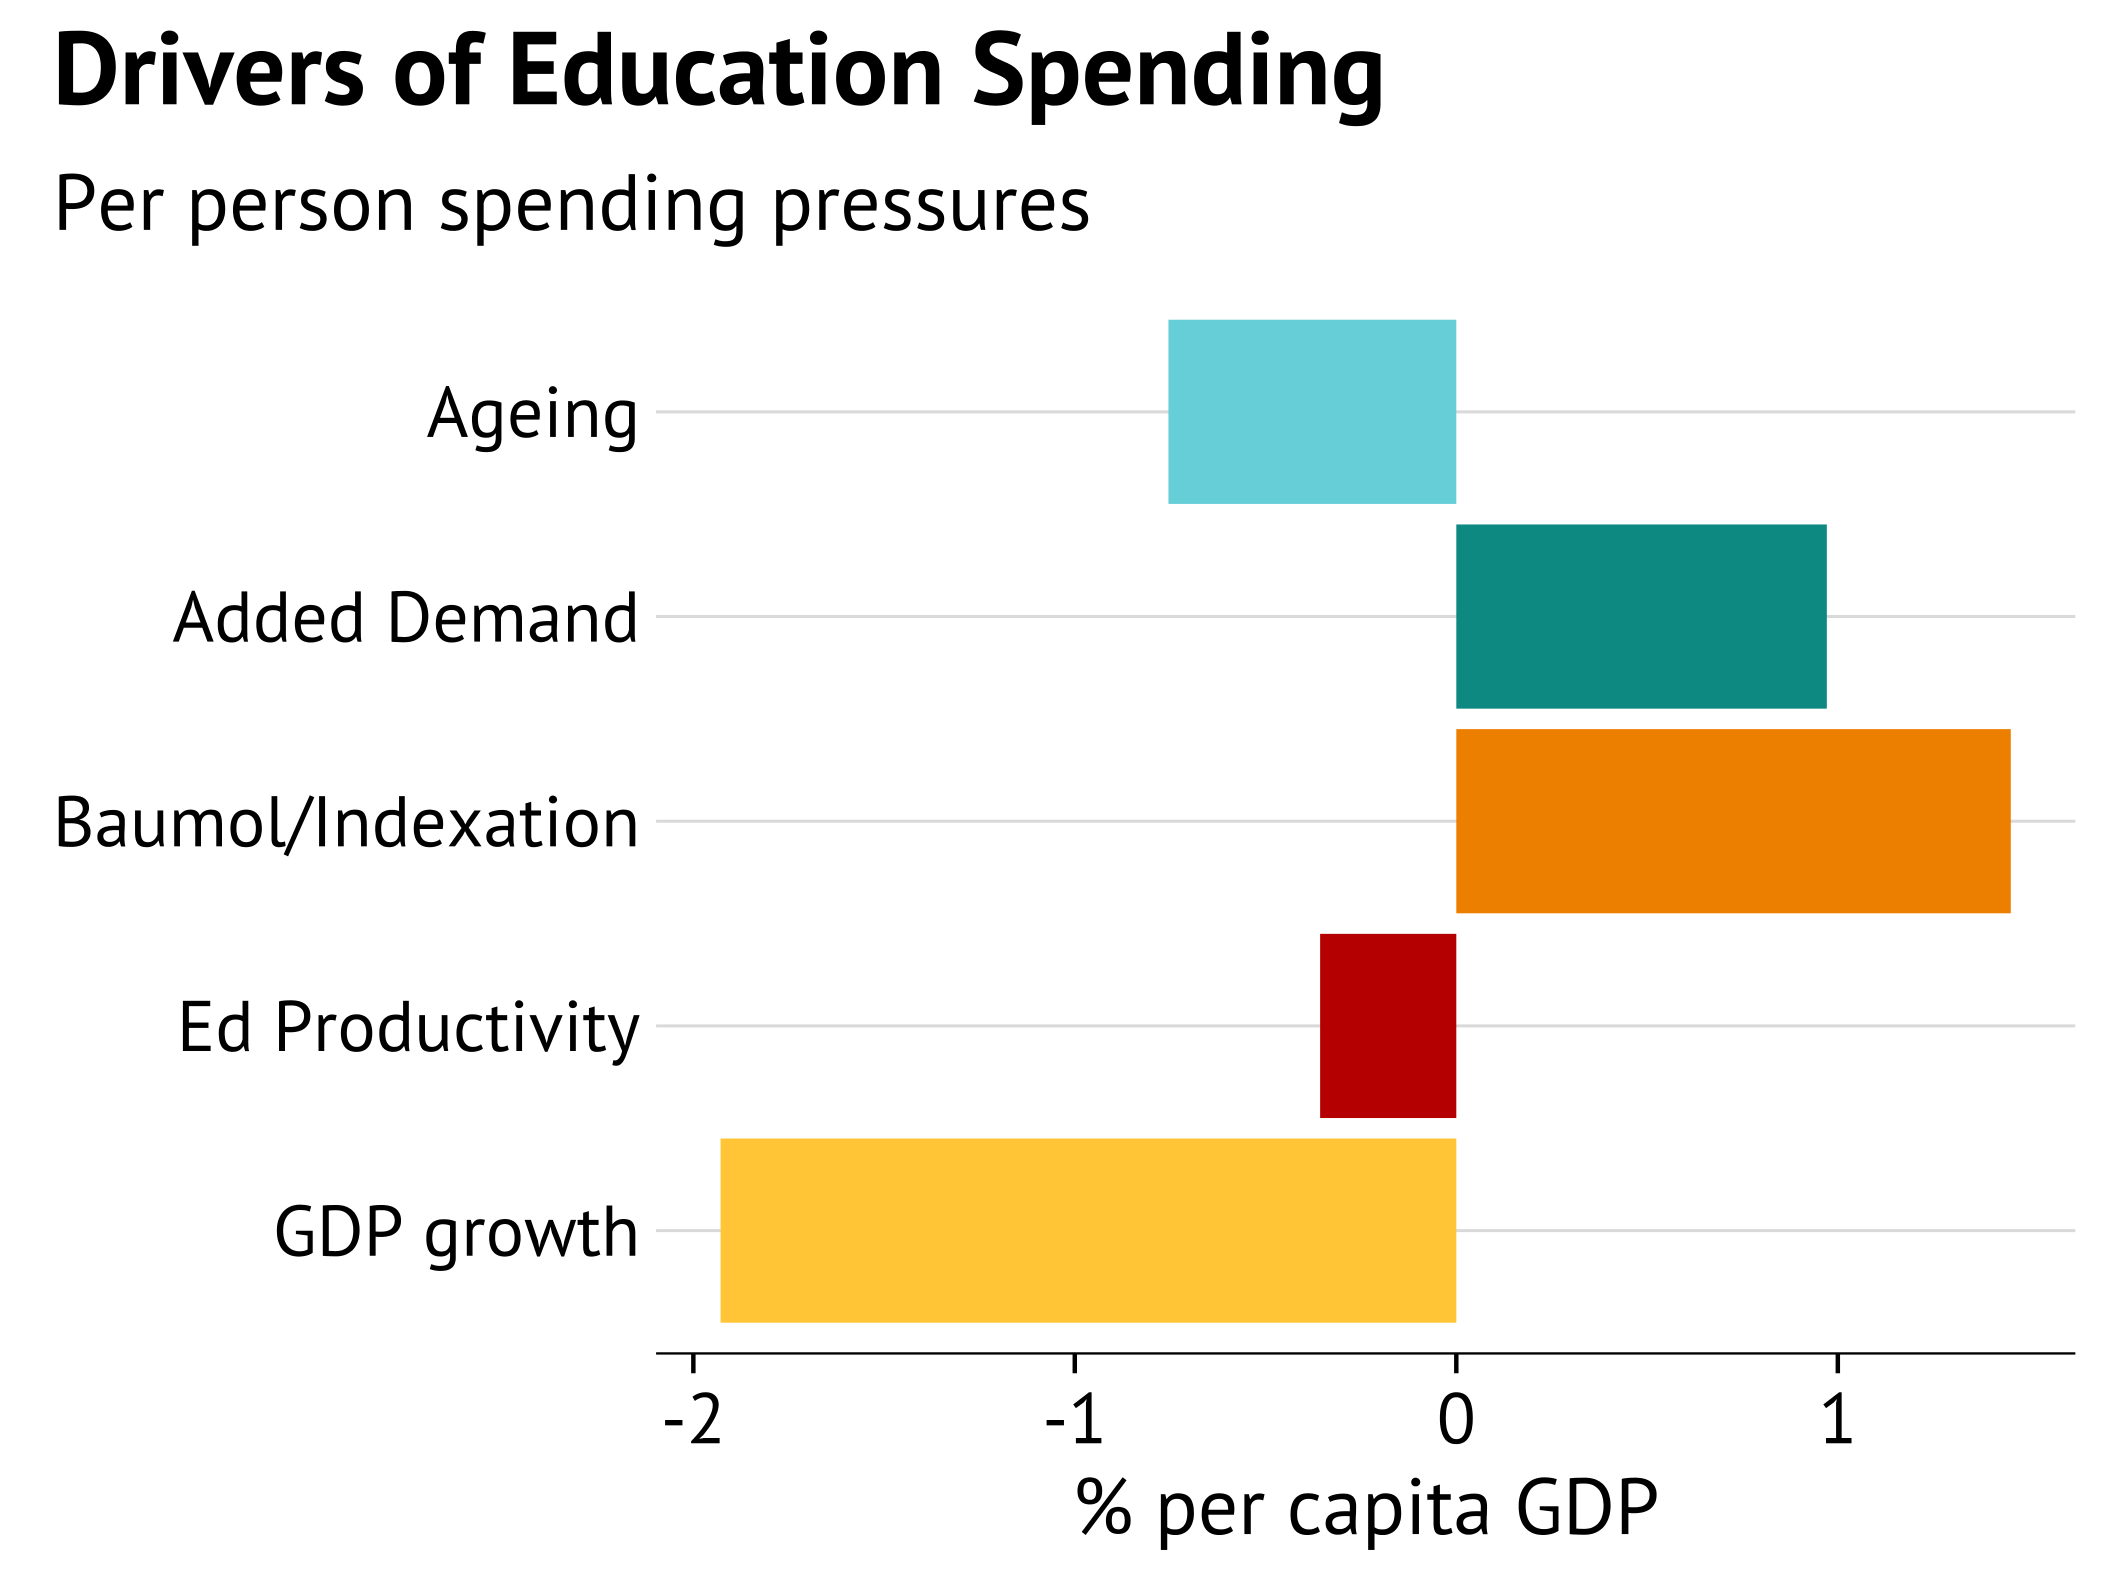 Drivers of Education Spending
Per person spending pressures
Ageing
Added Demand
Baumol/Indexation
Ed Productivity
GDP growth
-2 -1 0 1
% per capita GDP